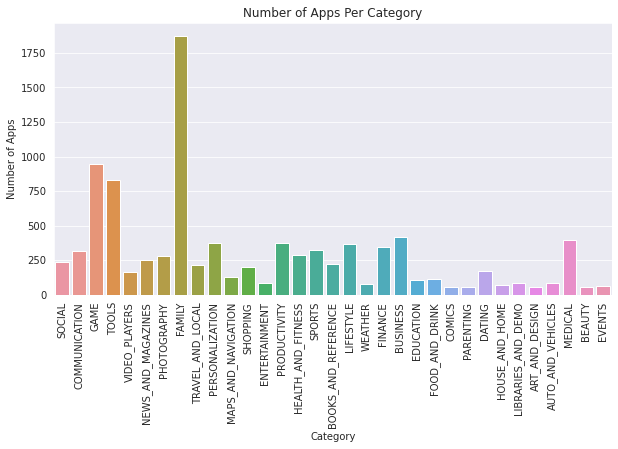 Number of Apps Per Category
Number of Apps
1750
1500
1250
1000
750
500
250
0
SOCIAL
COMMUNICATION
GAME
TOOLS
VIDEO_PLAYERS
NEWS_AND_MAGAZINES
PHOTOGRAPHY
FAMILY
TRAVEL_AND_LOCAL
PERSONALIZATION
MAPS_AND_NAVIGATION
SHOPPING
ENTERTAINMENT
PRODUCTIVITY
HEALTH_AND_FITNESS
SPORTS
BOOKS_AND_REFERENCE
LIFESTYLE
WEATHER
FINANCE
BUSINESS
EDUCATION
FOOD_AND_DRINK
COMICS
PARENTING
DATING
HOUSE_AND_HOME
LIBRARIES_AND_DEMO
ART_AND_DESIGN
AUTO_AND_VEHICLES
MEDICAL
BEAUTY
EVENTS
Category